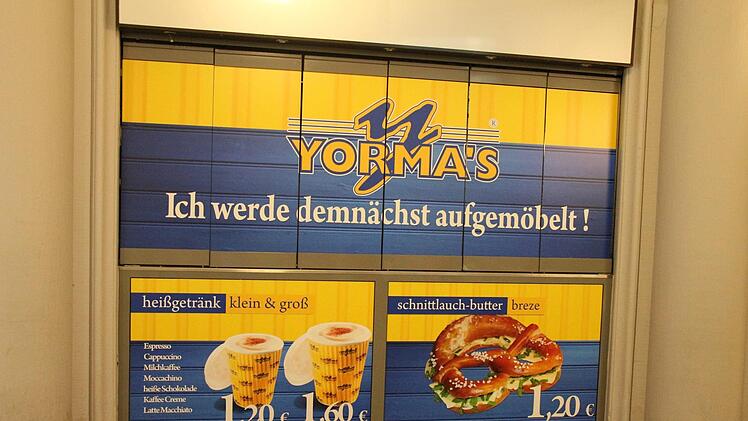 YORMA'S ®
Ich werde demnächst aufgemöbelt !
heißgetränk klein & groß
Espresso
Cappuccino
Milchkaffee
Moccachino
heiße Schokolade
Kaffee Creme
Latte Macchiato
1,20 € 1,60 €
schnittlauch-butter breze
1,20 €